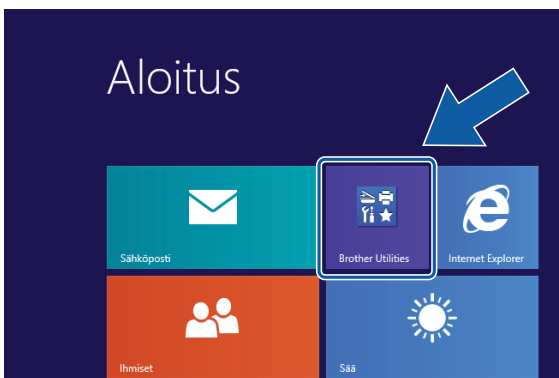 Aloitus
Sähköposti
Brother Utilities
Internet Explorer
Ihmiset
Sää